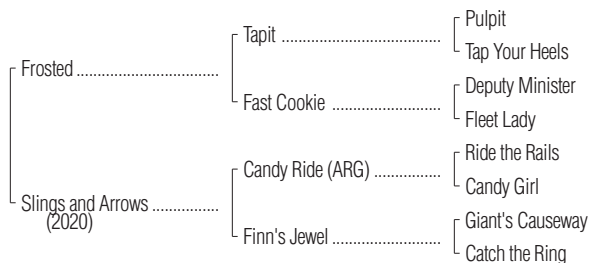 Pulpit
Tapit
Tap Your Heels
Frosted
Deputy Minister
Fast Cookie
Fleet Lady
Ride the Rails
Candy Ride (ARG)
Candy Girl
Slings and Arrows
(2020)
Giant's Causeway
Finn's Jewel
Catch the Ring